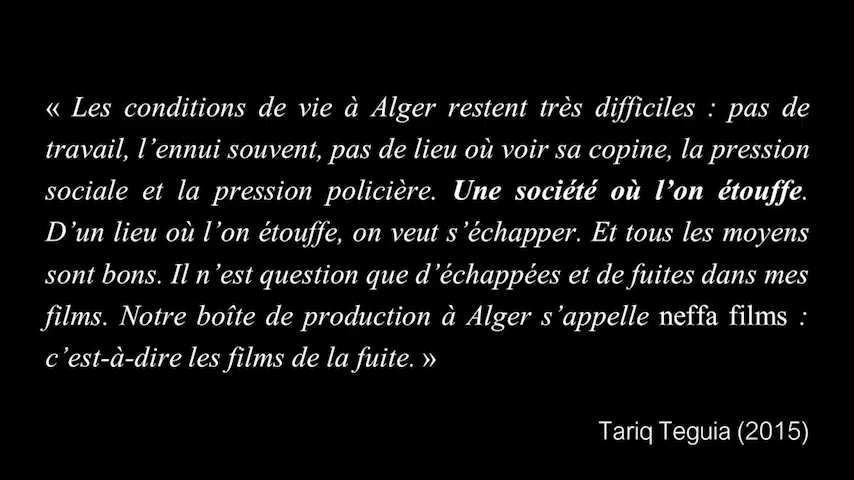 « Les conditions de vie à Alger restent très difficiles : pas de
travail, l’ennui souvent, pas de lieu où voir sa copine, la pression
sociale et la pression policière. Une société où l’on étouffe.
D’un lieu où l’on étouffe, on veut s’échapper. Et tous les moyens
sont bons. Il n’est question que d’échappées et de fuites dans mes
films. Notre boîte de production à Alger s’appelle neffa films :
c’est-à-dire les films de la fuite. »
Tariq Teguia (2015)